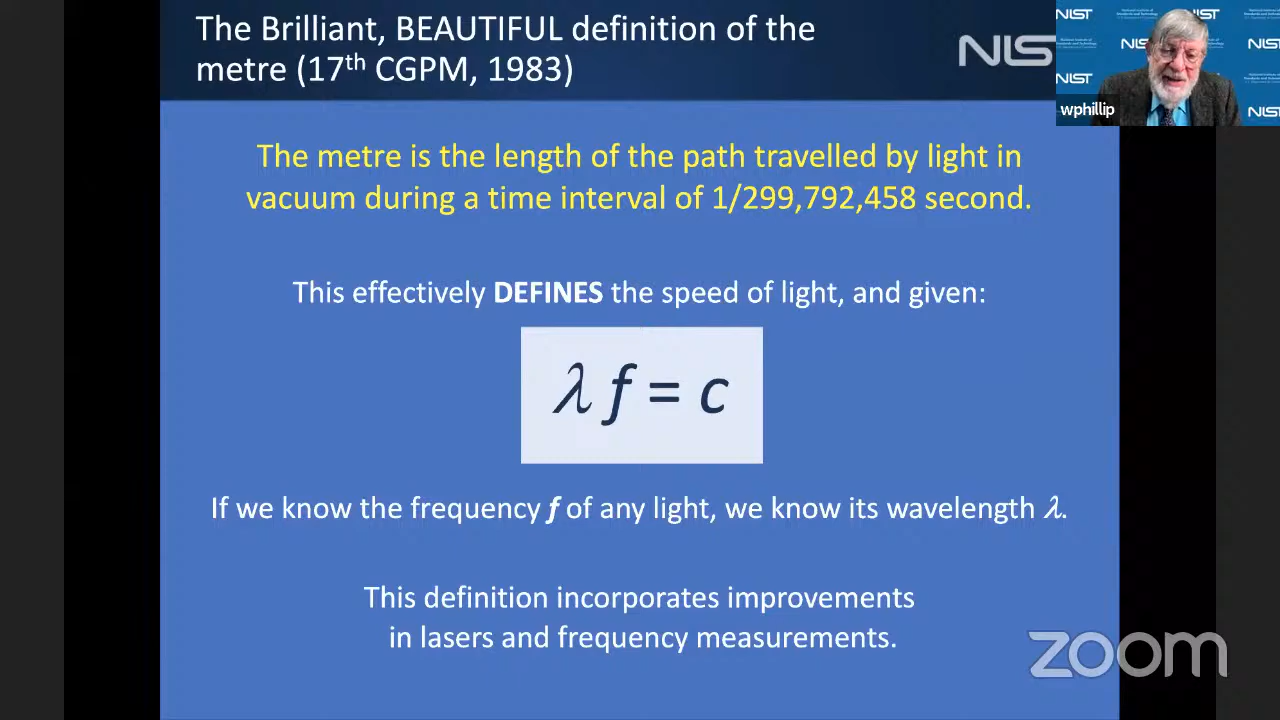 The Brilliant, BEAUTIFUL definition of the
metre (17th CGPM, 1983)
NIS
NIST
wphillip
The metre is the length of the path travelled by light in
vacuum during a time interval of 1/299,792,458 second.
This effectively DEFINES the speed of light, and given:
λ f = c
If we know the frequency f of any light, we know its wavelength λ.
This definition incorporates improvements
in lasers and frequency measurements.
zoom